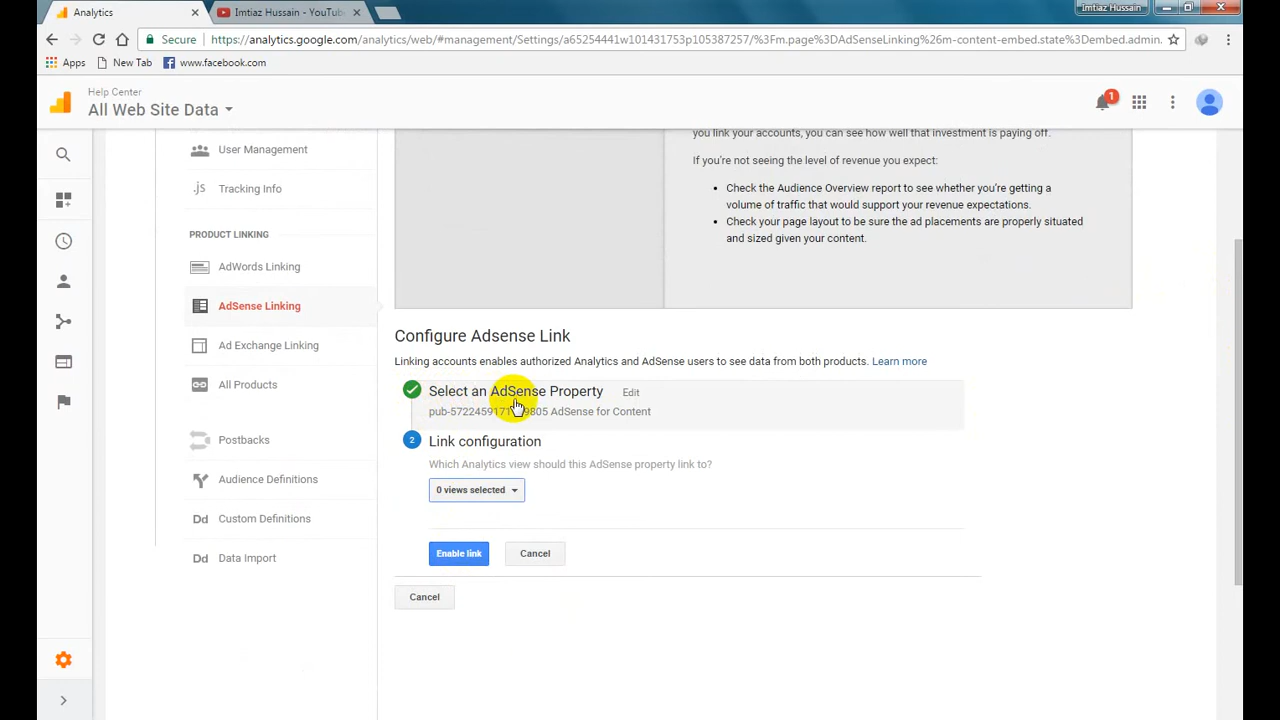 Analytics
Imtiaz Hussain - YouTu
Imtiaz Hussain
Secure
https://analytics.google.com/analytics/web/#management/Settings/a65254441w101431753p105387257/%3Fm.page%3DAdSenseLinking%26m-content-embed.state%3Dembed.admin.
Apps
New Tab
www.facebook.com
Help Center
All Web Site Data
1
User Management
.js
Tracking Info
PRODUCT LINKING
AdWords Linking
AdSense Linking
Ad Exchange Linking
All Products
Postbacks
Audience Definitions
Dd
Custom Definitions
Dd
Data Import
you link your accounts, you can see how well that investment is paying off.
If you're not seeing the level of revenue you expect:
• Check the Audience Overview report to see whether you're getting a
volume of traffic that would support your revenue expectations.
• Check your page layout to be sure the ad placements are properly situated
and sized given your content.
Configure Adsense Link
Linking accounts enables authorized Analytics and AdSense users to see data from both products. Learn more
Select an AdSense Property
Edit
AdSense for Content
2
Link configuration
Which Analytics view should this AdSense property link to?
0 views selected
Enable link
Cancel
Cancel